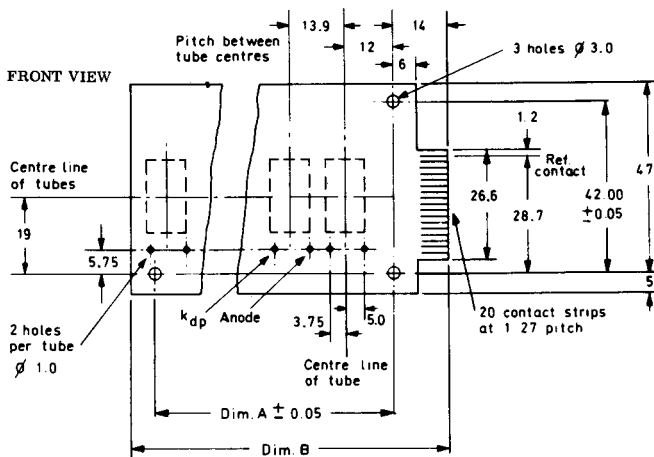 13.9
14
Pitch between
tube centres
12
3 holes Ø 3.0
6
FRONT VIEW
1.2
Ref.
contact
47
Centre line
of tubes
26.6
42.00
±0.05
28.7
19
5.75
kdp
Anode
5
2 holes
per tube
Ø 1.0
3.75
5.0
20 contact strips
at 1 27 pitch
Centre line
of tube
Dim. A ± 0.05
Dim. B